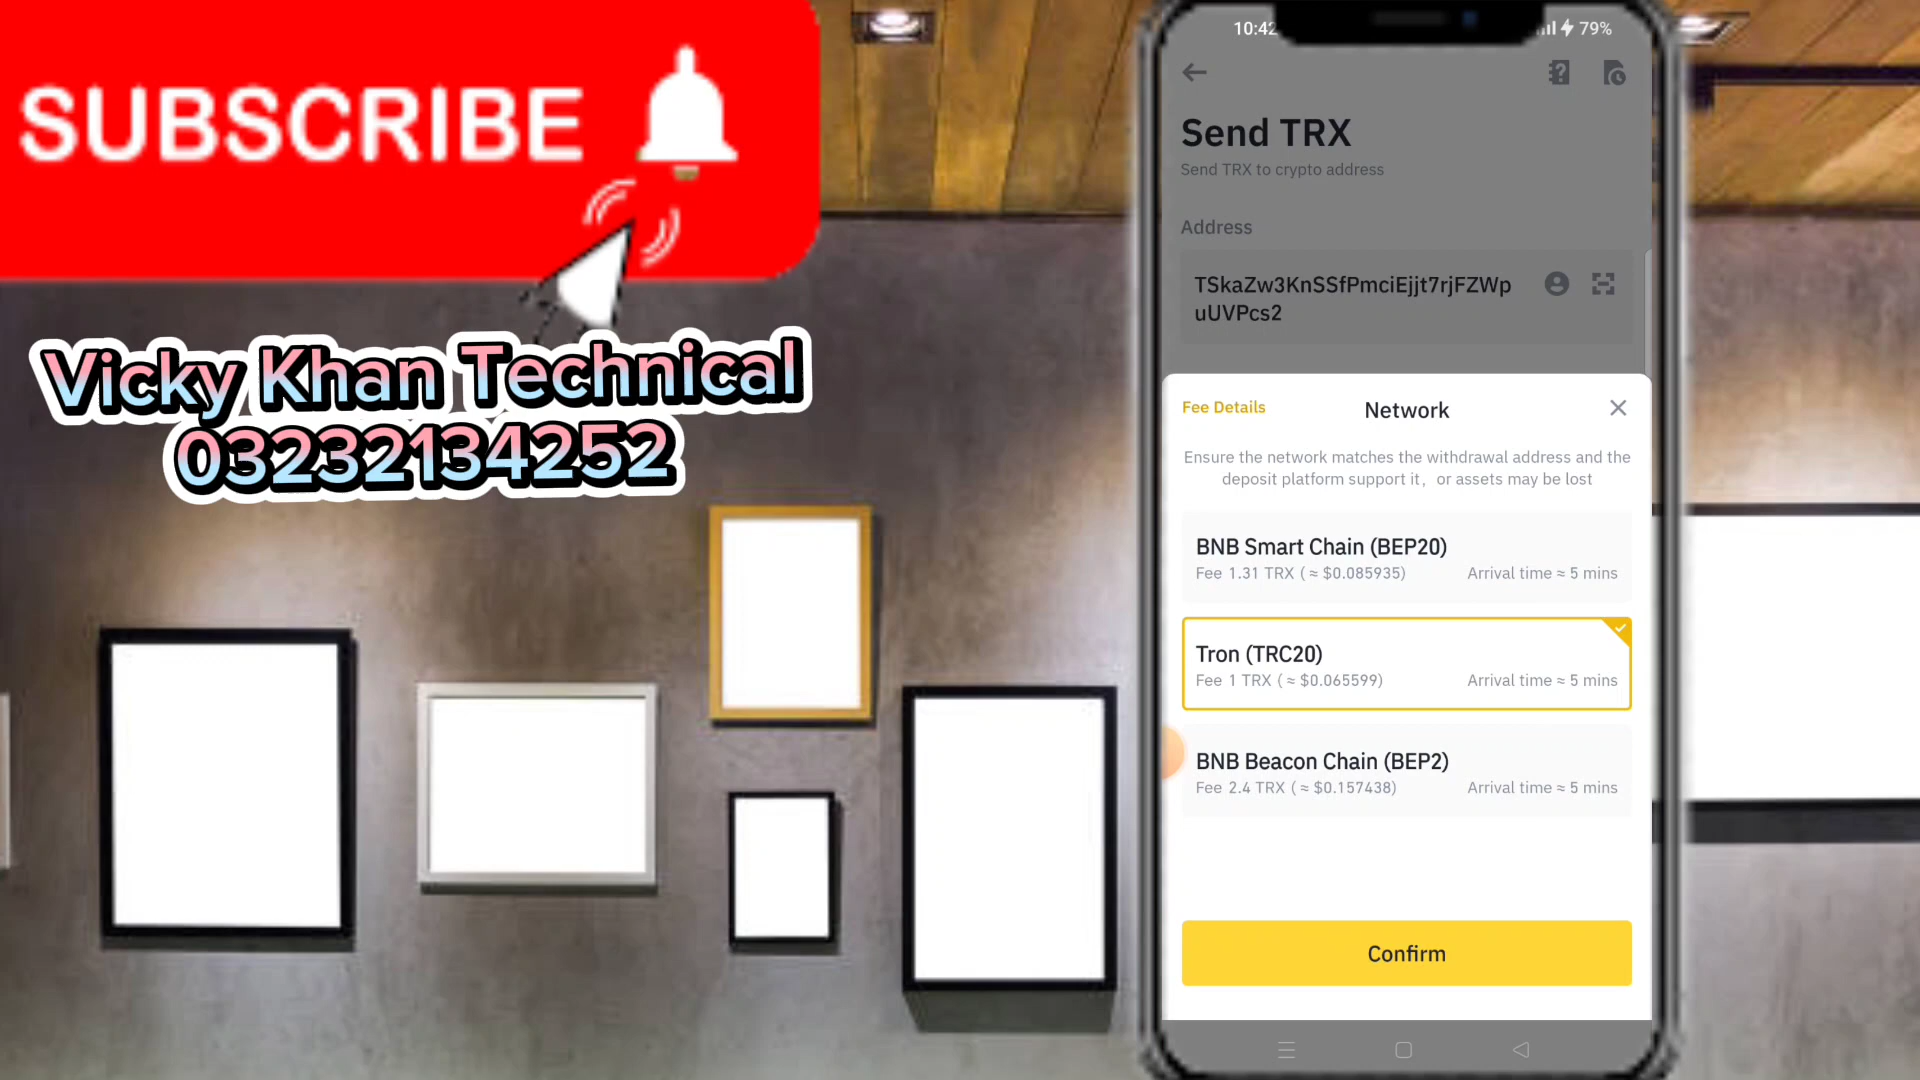 SUBSCRIBE
Vicky Khan Technical
03232134252
10:42
79%
Send TRX
Send TRX to crypto address
Address
TSkaZw3KnSSfPmciEjjt7rjFZWp
uUVPcs2
Fee Details
Network
Ensure the network matches the withdrawal address and the
deposit platform support it, or assets may be lost
BNB Smart Chain (BEP20)
Fee 1.31 TRX ( ≈ $0.085935)
Arrival time ≈ 5 mins
Tron (TRC20)
Fee 1 TRX ( ≈ $0.065599)
Arrival time ≈ 5 mins
BNB Beacon Chain (BEP2)
Fee 2.4 TRX ( ≈ $0.157438)
Arrival time ≈ 5 mins
Confirm